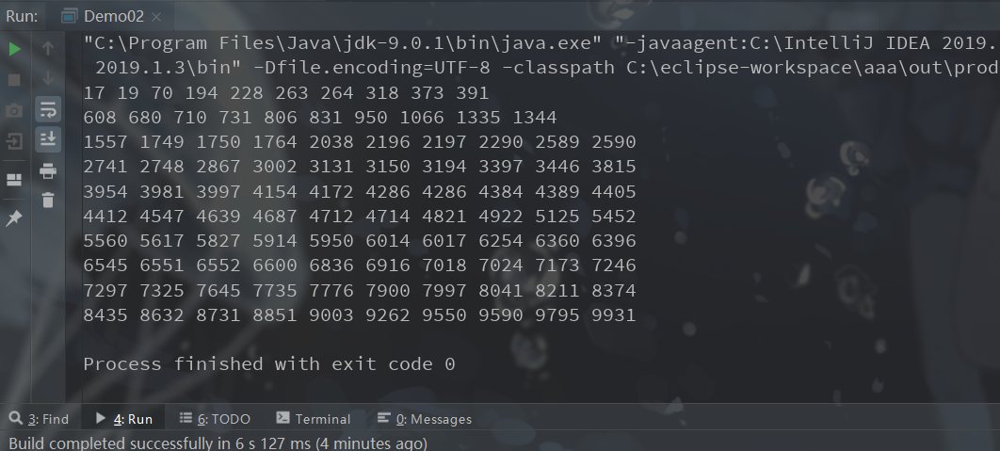 Run: Demo02
"C:\Program Files\Java\jdk-9.0.1\bin\java.exe" "-javaagent:C:\IntelliJ IDEA 2019.
2019.1.3\bin" -Dfile.encoding=UTF-8 -classpath C:\eclipse-workspace\aaa\out\prod
17 19 70 194 228 263 264 318 373 391
608 680 710 731 806 831 950 1066 1335 1344
1557 1749 1750 1764 2038 2196 2197 2290 2589 2590
2741 2748 2867 3002 3131 3150 3194 3397 3446 3815
3954 3981 3997 4154 4172 4286 4286 4384 4389 4405
4412 4547 4639 4687 4712 4714 4821 4922 5125 5452
5560 5617 5827 5914 5950 6014 6017 6254 6360 6396
6545 6551 6552 6600 6836 6916 7018 7024 7173 7246
7297 7325 7645 7735 7776 7900 7997 8041 8211 8374
8435 8632 8731 8851 9003 9262 9550 9590 9795 9931
Process finished with exit code 0
3: Find 4: Run 6: TODO Terminal 0: Messages
Build completed successfully in 6 s 127 ms (4 minutes ago)